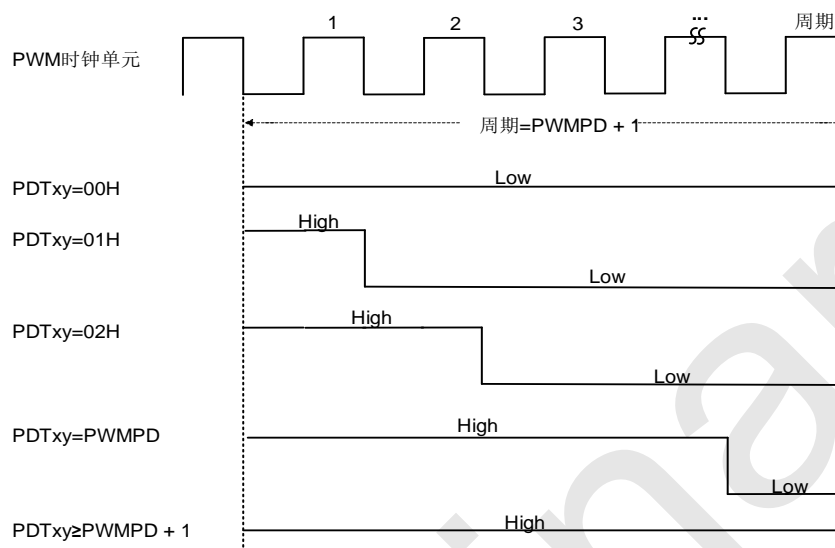 1 2 3 ... 周期
PWM时钟单元
周期=PWMPD + 1
PDTxy=00H Low
High
PDTxy=01H
Low
High
PDTxy=02H
Low
High
PDTxy=PWMPD
Low
High
PDTxy≥PWMPD + 1